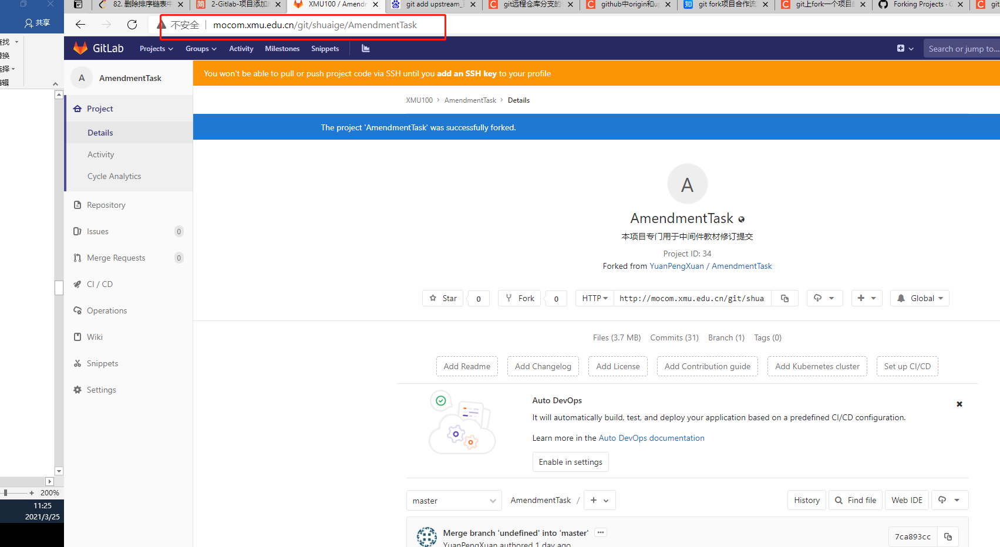 82. 删除排序链表中
2-Gitlab-项目添加
XMU100 / Amendm
git add upstream_
git远程仓库分支的
github中origin和u
git fork项目合作流
git上fork一个项目
Forking Projects · G
git
共享
不安全
mocom.xmu.edu.cn/git/shuaige/AmendmentTask
查找
替换
选择
编辑
GitLab
Projects
Groups
Activity
Milestones
Snippets
Search or jump to...
A
AmendmentTask
You won't be able to pull or push project code via SSH until you add an SSH key to your profile
XMU100 > AmendmentTask > Details
The project 'AmendmentTask' was successfully forked.
Project
Details
Activity
Cycle Analytics
Repository
Issues 0
Merge Requests 0
CI / CD
Operations
Wiki
Snippets
Settings
A
AmendmentTask
本项目专门用于中间件教材修订提交
Project ID: 34
Forked from YuanPengXuan / AmendmentTask
Star 0
Fork 0
HTTP
http://mocom.xmu.edu.cn/git/shua
Global
Files (3.7 MB) Commits (31) Branch (1) Tags (0)
Add Readme
Add Changelog
Add License
Add Contribution guide
Add Kubernetes cluster
Set up CI/CD
Auto DevOps
It will automatically build, test, and deploy your application based on a predefined CI/CD configuration.
Learn more in the Auto DevOps documentation
Enable in settings
master
AmendmentTask /
History
Find file
Web IDE
Merge branch 'undefined' into 'master'
YuanPengXuan authored 1 day ago
7ca893cc
200%
11:25
2021/3/25